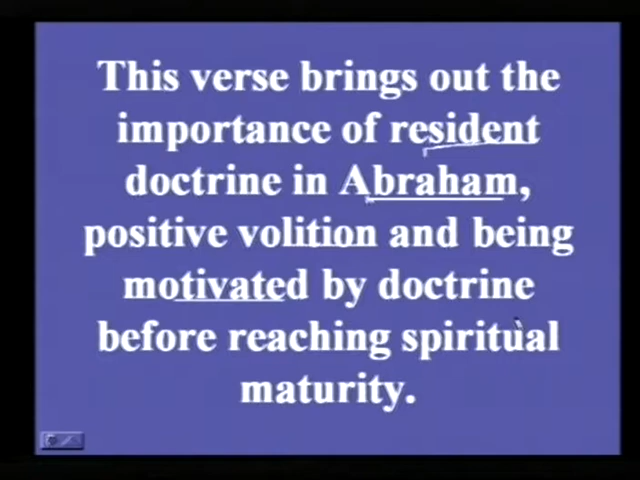 This verse brings out the
importance of resident
doctrine in Abraham,
positive volition and being
motivated by doctrine
before reaching spiritual
maturity.